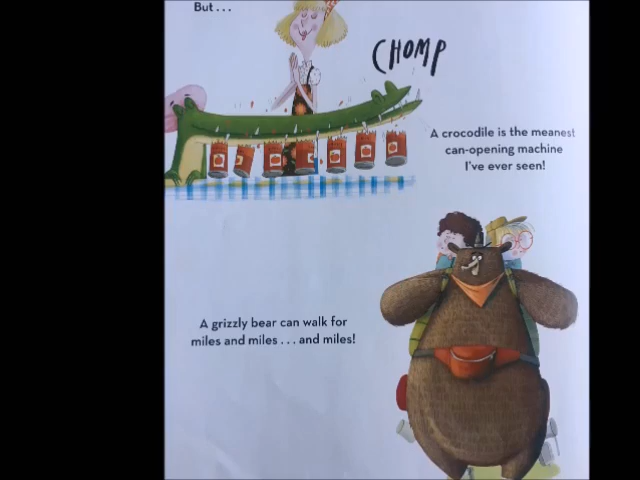 But . . .
CHOMP
A crocodile is the meanest
can-opening machine
I've ever seen!
A grizzly bear can walk for
miles and miles . . . and miles!